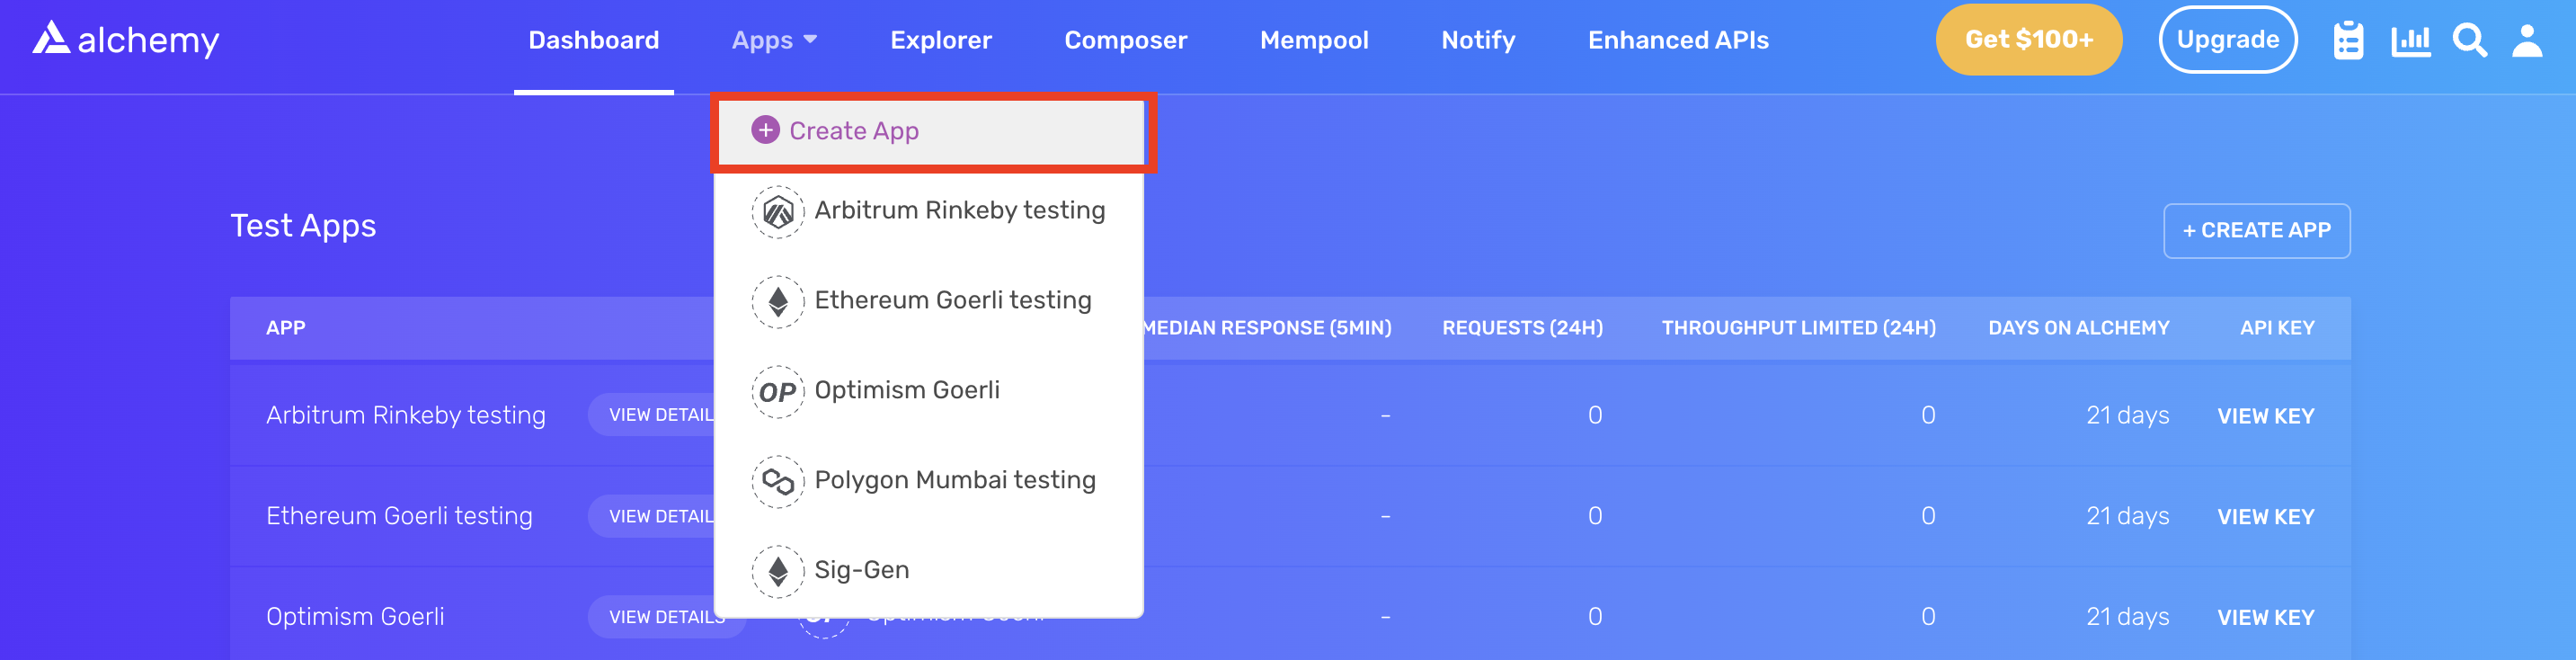 alchemy
Dashboard Apps Explorer Composer Mempool Notify Enhanced APIs Get $100+ Upgrade
Create App
Arbitrum Rinkeby testing
Test Apps
+ CREATE APP
Ethereum Goerli testing
APP MEDIAN RESPONSE (5MIN) REQUESTS (24H) THROUGHPUT LIMITED (24H) DAYS ON ALCHEMY API KEY
OP Optimism Goerli
Arbitrum Rinkeby testing VIEW DETAIL - 0 0 21 days VIEW KEY
Polygon Mumbai testing
Ethereum Goerli testing VIEW DETAIL - 0 0 21 days VIEW KEY
Sig-Gen
Optimism Goerli VIEW DETAILS - 0 0 21 days VIEW KEY